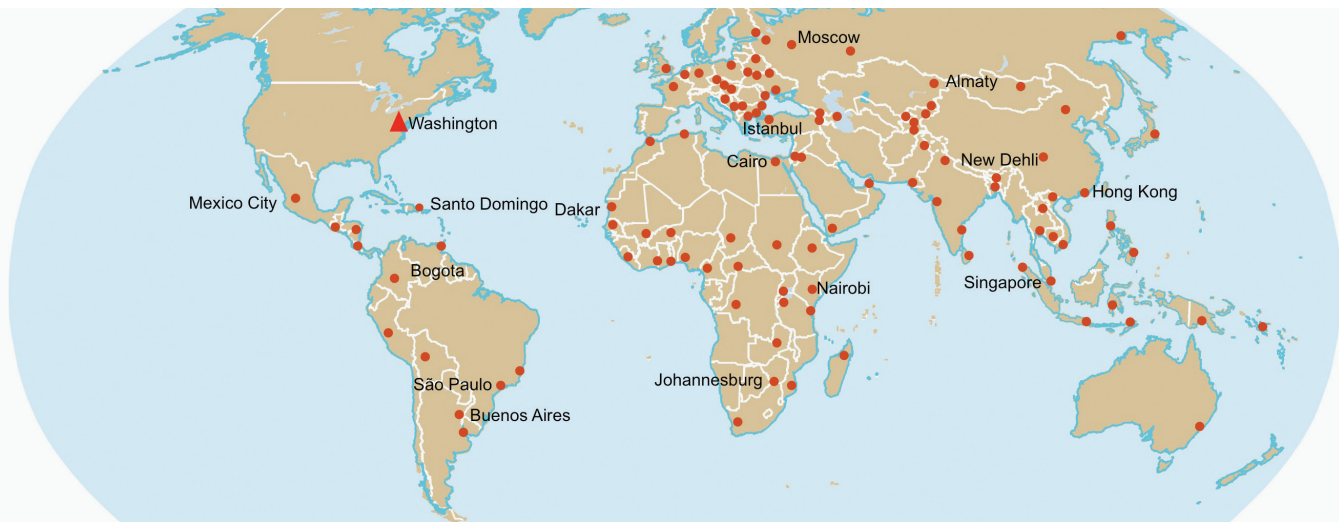 Moscow
Almaty
Washington
Istanbul
Cairo
New Dehli
Mexico City
Santo Domingo
Dakar
Hong Kong
Bogota
Nairobi
Singapore
São Paulo
Johannesburg
Buenos Aires